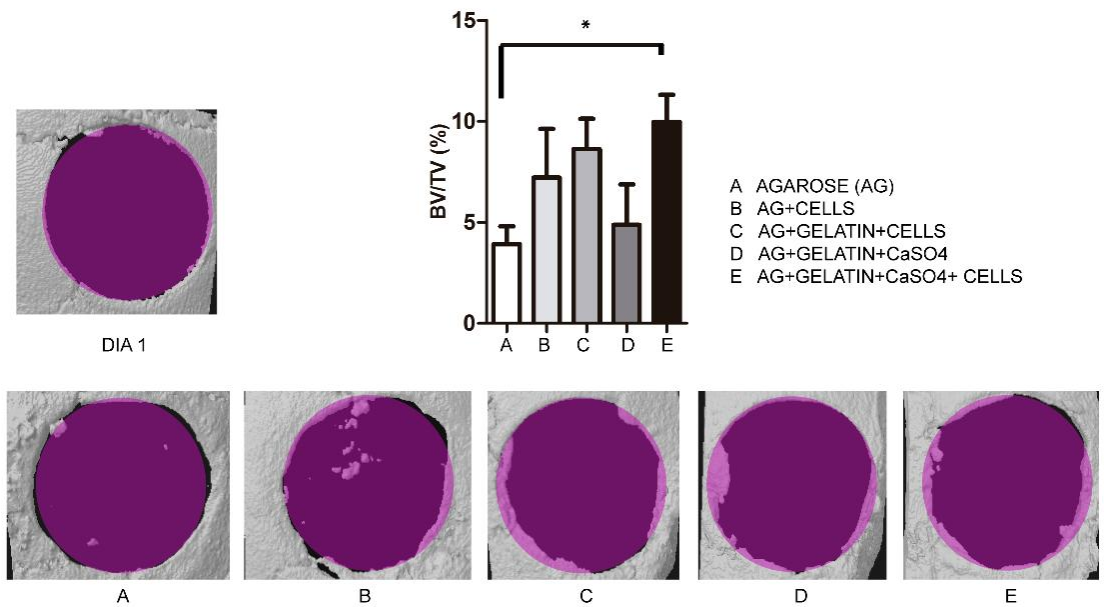 15
*
10
5
0
BV/TV (%)
A B C D E
A AGAROSE (AG)
B AG+CELLS
C AG+GELATIN+CELLS
D AG+GELATIN+CaSO4
E AG+GELATIN+CaSO4+ CELLS
DIA 1
A B C D E